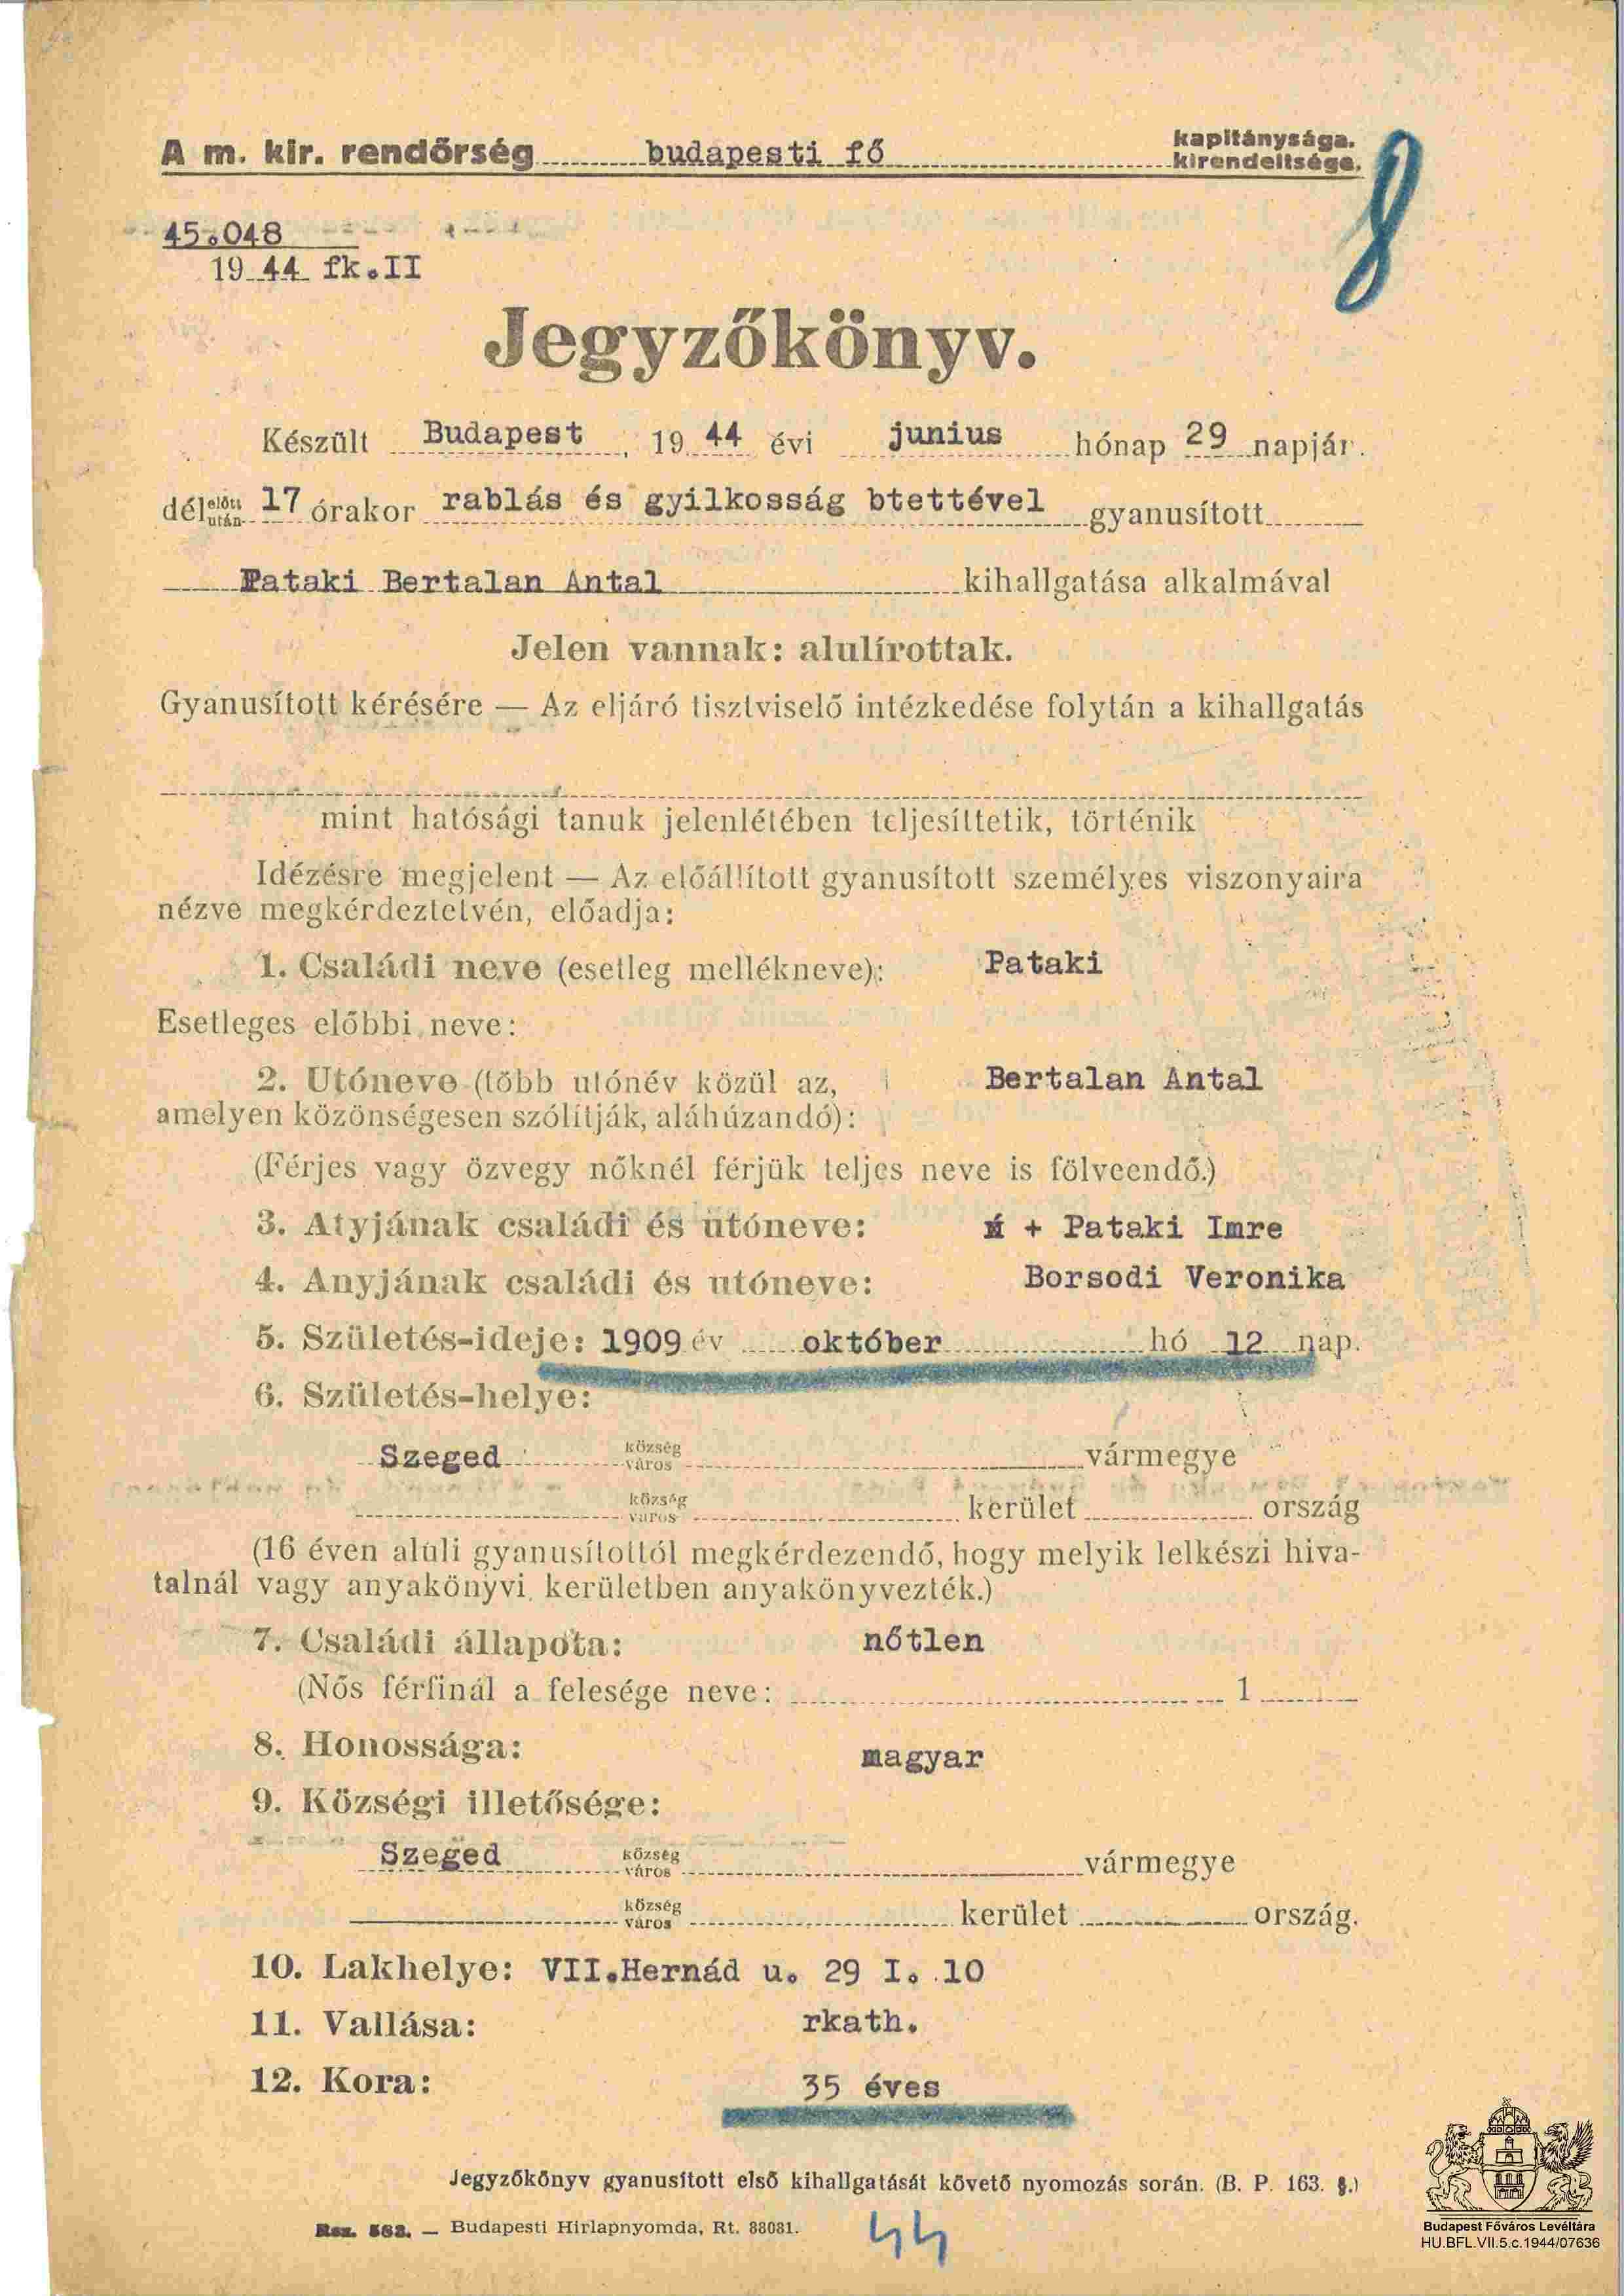 A m. kir. rendőrség budapesti fő kapitánysága.
kirendeltsége.
8
45.048
1944 fk.II
Jegyzőkönyv.
Készült Budapest, 1944 évi junius hónap 29 napján
dél előtt után 17 órakor rablás és gyilkosság btettével gyanusított
Pataki Bertalan Antal kihallgatása alkalmával
Jelen vannak: alulírottak.
Gyanusított kérésére — Az eljáró tisztviselő intézkedése folytán a kihallgatás
mint hatósági tanuk jelenlétében teljesíttetik, történik
Idézésre megjelent — Az előállított gyanusított személyes viszonyaira
nézve megkérdeztetvén, előadja:
1. Családi neve (esetleg mellékneve): Pataki
Esetleges előbbi neve:
2. Utóneve (több utónév közül az, Bertalan Antal
amelyen közönségesen szólítják, aláhúzandó):
(Férjes vagy özvegy nőknél férjük teljes neve is fölveendő.)
3. Atyjának családi és utóneve: + Pataki Imre
4. Anyjának családi és utóneve: Borsodi Veronika
5. Születés-ideje: 1909 év október hó 12 nap.
6. Születés-helye:
Szeged község város vármegye
község város kerület ország
(16 éven alüli gyanusítottól megkérdezendő, hogy melyik lelkészi hiva-
talnál vagy anyakönyvi kerületben anyakönyvezték.)
7. Családi állapota: nőtlen
(Nős férfinál a felesége neve: 1
8. Honossága: magyar
9. Községi illetősége:
Szeged község város vármegye
község város kerület ország.
10. Lakhelye: VII.Hernád u. 29 I. 10
11. Vallása: rkath.
12. Kora: 35 éves
Jegyzőkönyv gyanusított első kihallgatását követő nyomozás során. (B. P. 163. §.)
Rsz. 582. — Budapesti Hirlapnyomda, Rt. 88081.
44
Budapest Főváros Levéltára
HU.BFL.VII.5.c.1944/07636